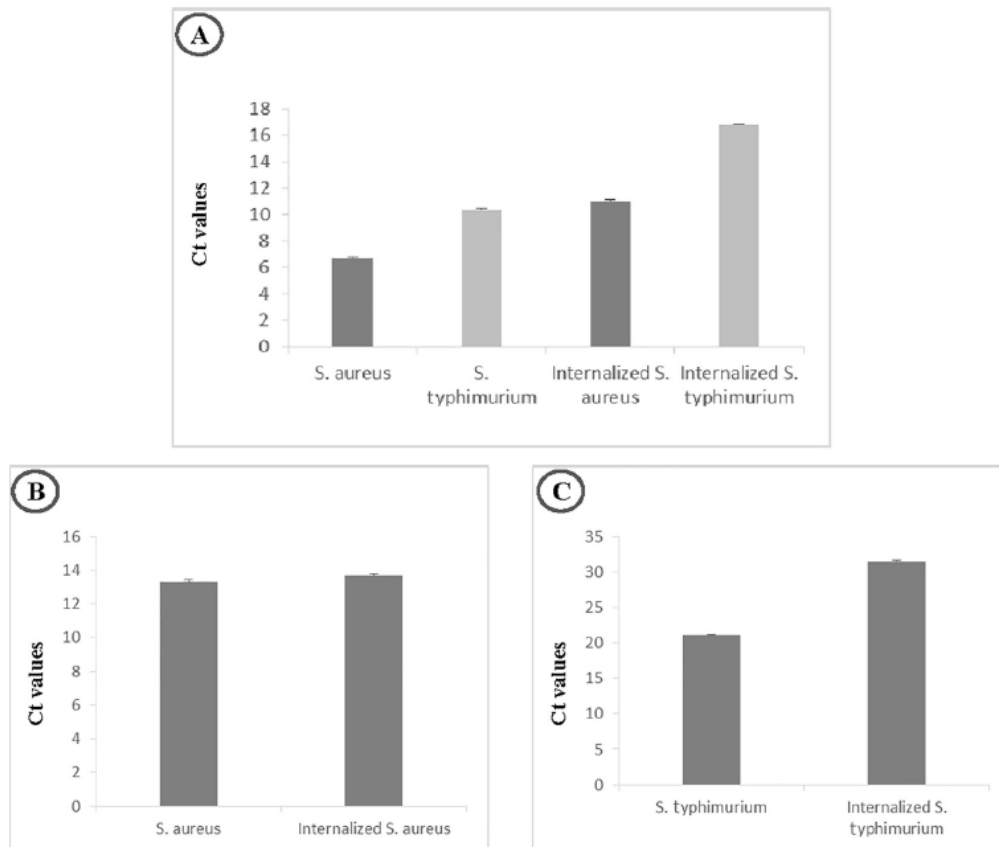 A
Ct values
18
16
14
12
10
8
6
4
2
0
S. aureus
S.
typhimurium
Internalized S.
aureus
Internalized S.
typhimurium
B
Ct values
16
14
12
10
8
6
4
2
0
S. aureus
Internalized S. aureus
C
Ct values
35
30
25
20
15
10
5
0
S. typhimurium
Internalized S.
typhimurium